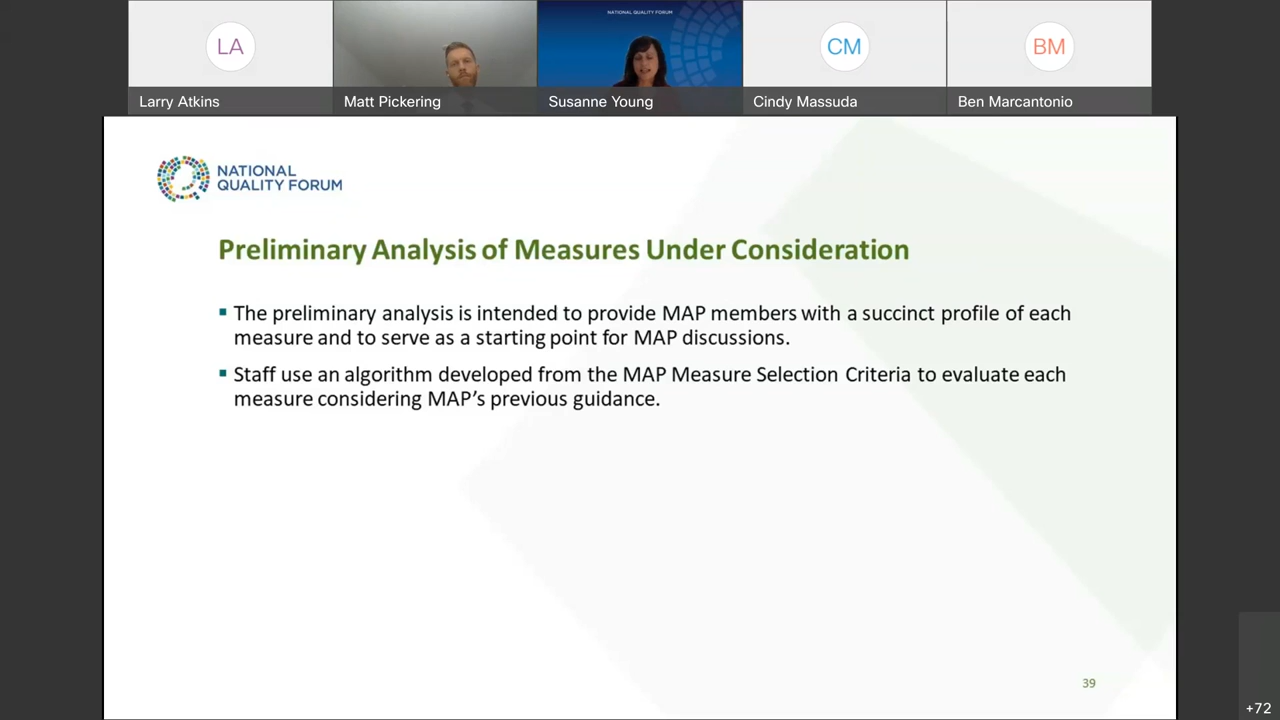 NATIONAL QUALITY FORUM
LA
CM
BM
Larry Atkins
Matt Pickering
Susanne Young
Cindy Massuda
Ben Marcantonio
NATIONAL
QUALITY FORUM
Preliminary Analysis of Measures Under Consideration
▪ The preliminary analysis is intended to provide MAP members with a succinct profile of each
measure and to serve as a starting point for MAP discussions.
▪ Staff use an algorithm developed from the MAP Measure Selection Criteria to evaluate each
measure considering MAP’s previous guidance.
39
+72